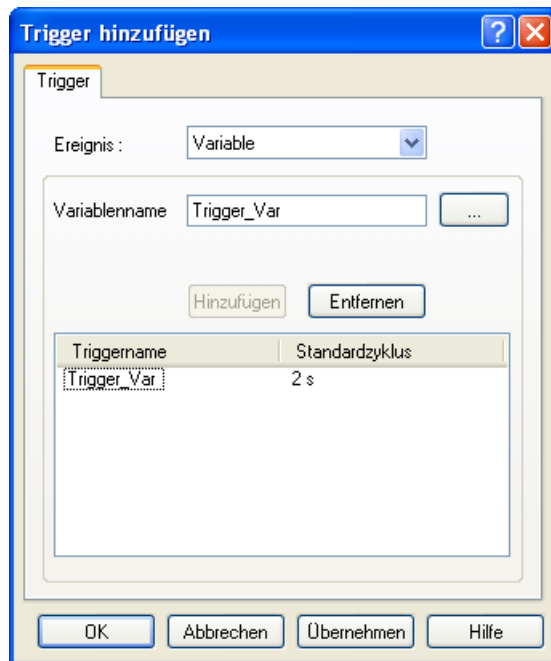 Trigger hinzufügen
Trigger
Ereignis : Variable
Variablenname Trigger_Var ...
Hinzufügen Entfernen
Triggername Standardzyklus
Trigger_Var 2 s
OK Abbrechen Übernehmen Hilfe